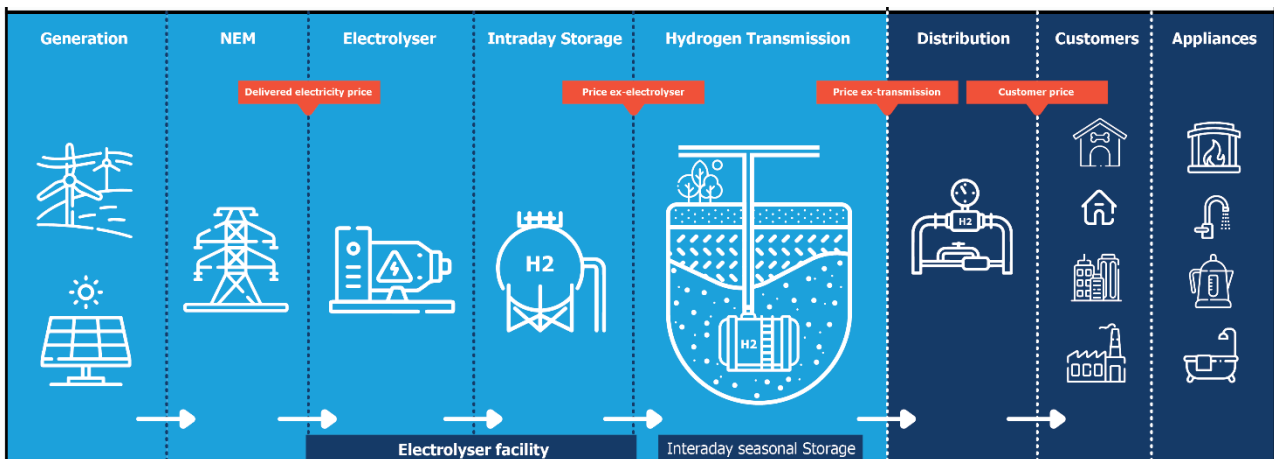 Generation
NEM
Electrolyser
Intraday Storage
Hydrogen Transmission
Distribution
Customers
Appliances
Delivered electricity price
Price ex-electrolyser
Price ex-transmission
Customer price
H2
H2
H2
Electrolyser facility
Interaday seasonal Storage